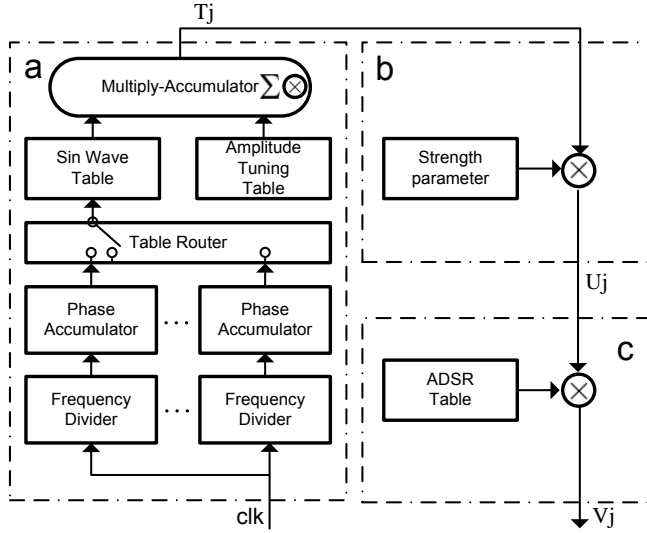 Tj
a
b
Multiply-Accumulator Σ
Sin Wave
Table
Amplitude
Tuning
Table
Strength
parameter
Table Router
Uj
Phase
Accumulator
...
Phase
Accumulator
c
ADSR
Table
Frequency
Divider
...
Frequency
Divider
clk
Vj